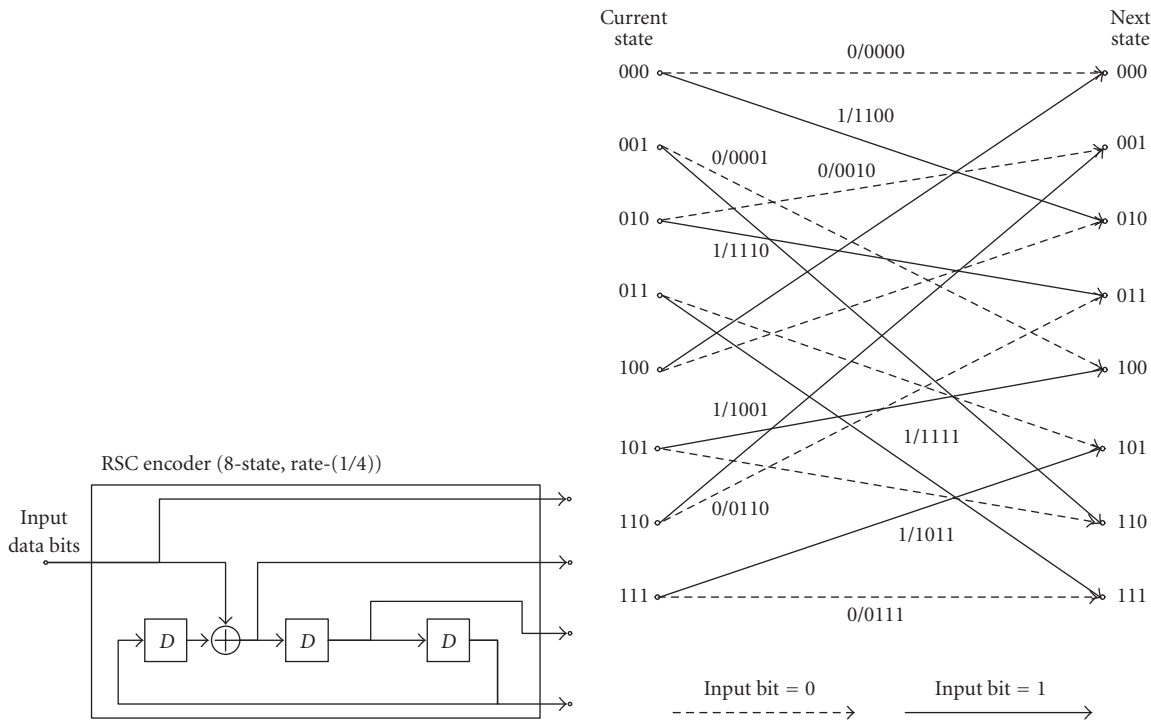 RSC encoder (8-state, rate-(1/4))
Input
data bits
D
D
D
Current
state
Next
state
000
001
010
011
100
101
110
111
0/0000
1/1100
0/0001
0/0010
1/1110
1/1001
1/1111
0/0110
1/1011
0/0111
000
001
010
011
100
101
110
111
Input bit = 0
Input bit = 1